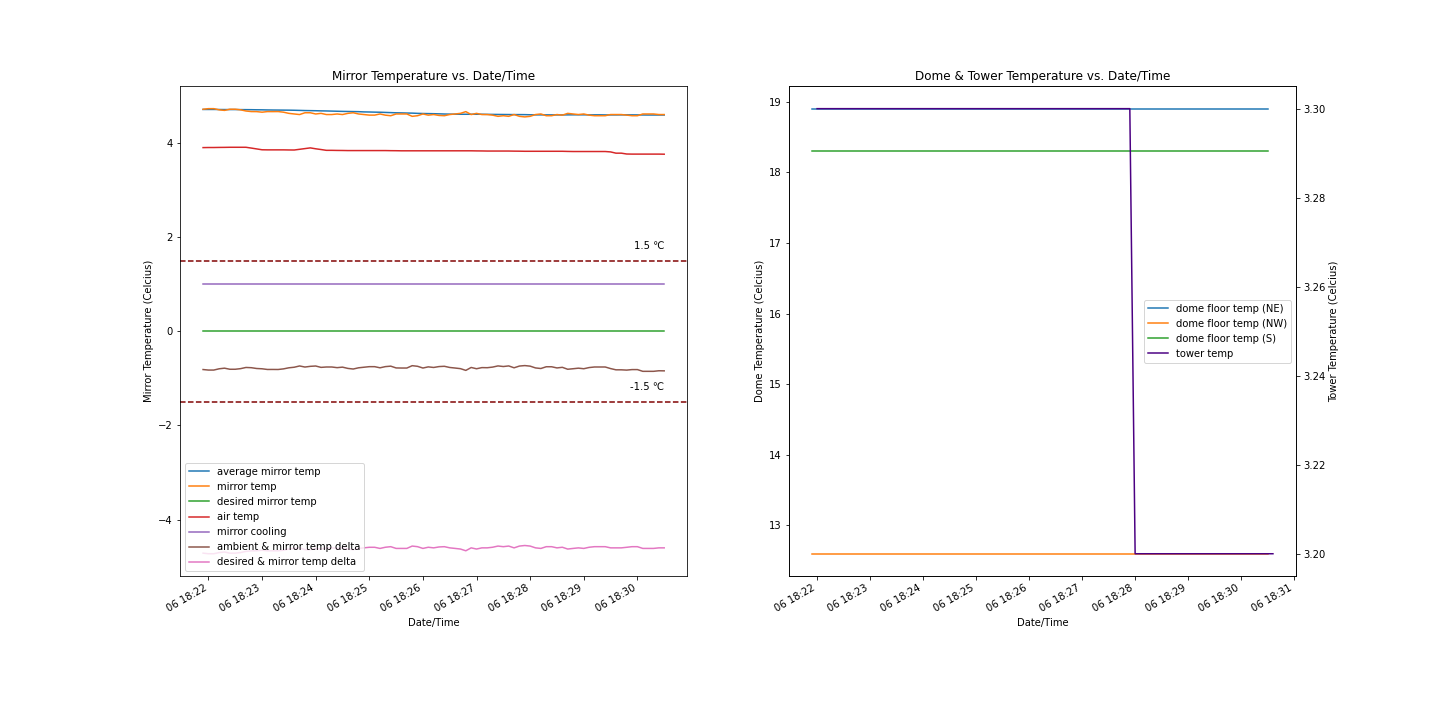 Mirror Temperature vs. Date/Time
Mirror Temperature (Celcius)
4
2
0
−2
−4
1.5 °C
-1.5 °C
average mirror temp
mirror temp
desired mirror temp
air temp
mirror cooling
ambient & mirror temp delta
desired & mirror temp delta
06 18:22
06 18:23
06 18:24
06 18:25
06 18:26
06 18:27
06 18:28
06 18:29
06 18:30
Date/Time
Dome & Tower Temperature vs. Date/Time
Dome Temperature (Celcius)
19
18
17
16
15
14
13
dome floor temp (NE)
dome floor temp (NW)
dome floor temp (S)
tower temp
3.30
3.28
3.26
3.24
3.22
3.20
Tower Temperature (Celcius)
06 18:22
06 18:23
06 18:24
06 18:25
06 18:26
06 18:27
06 18:28
06 18:29
06 18:30
06 18:31
Date/Time